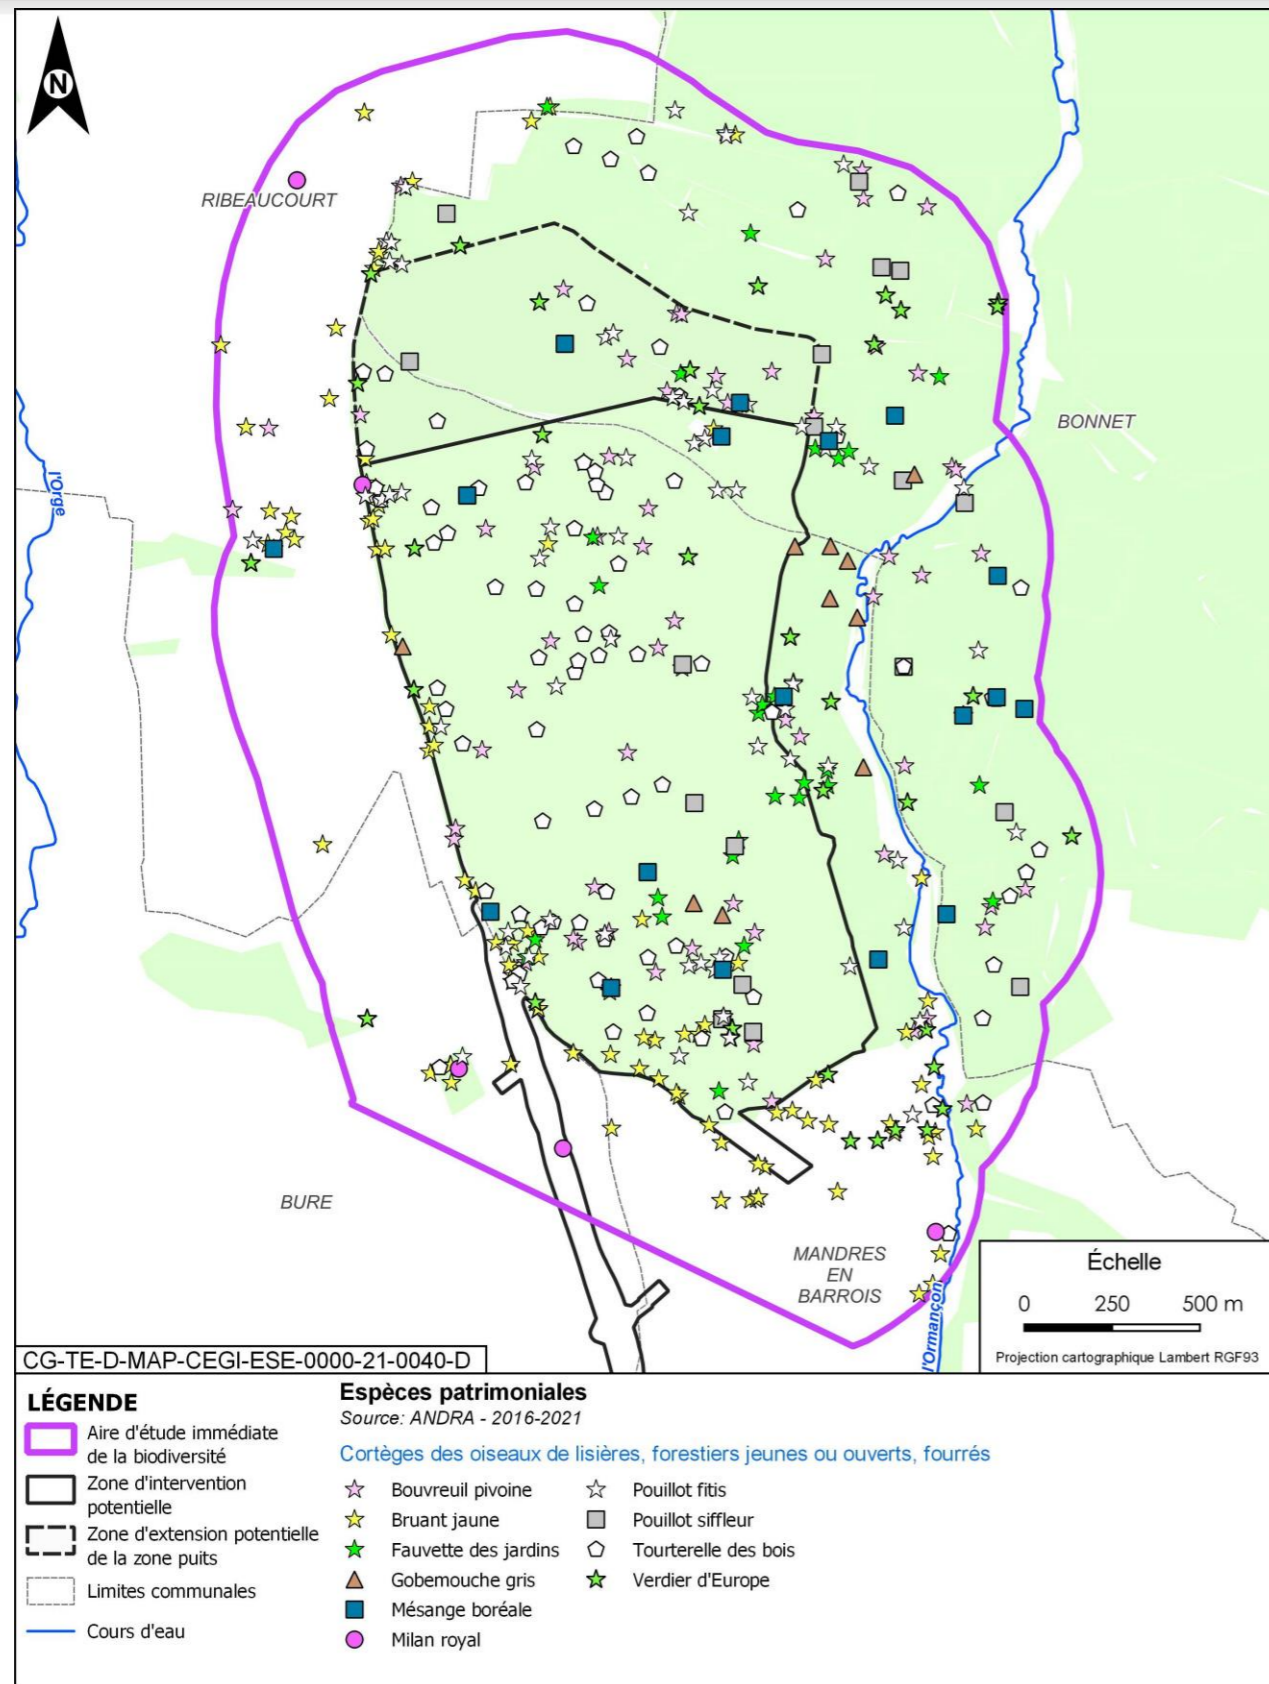 N
RIBEAUCOURT
BONNET
l'Orge
BURE
MANDRES
EN
BARROIS
l'Ormançon
Échelle
0 250 500 m
Projection cartographique Lambert RGF93
CG-TE-D-MAP-CEGI-ESE-0000-21-0040-D
LÉGENDE
Aire d'étude immédiate
de la biodiversité
Zone d'intervention
potentielle
Zone d'extension potentielle
de la zone puits
Limites communales
Cours d'eau
Espèces patrimoniales
Source: ANDRA - 2016-2021
Cortèges des oiseaux de lisières, forestiers jeunes ou ouverts, fourrés
Bouvreuil pivoine
Bruant jaune
Fauvette des jardins
Gobemouche gris
Mésange boréale
Milan royal
Pouillot fitis
Pouillot siffleur
Tourterelle des bois
Verdier d'Europe